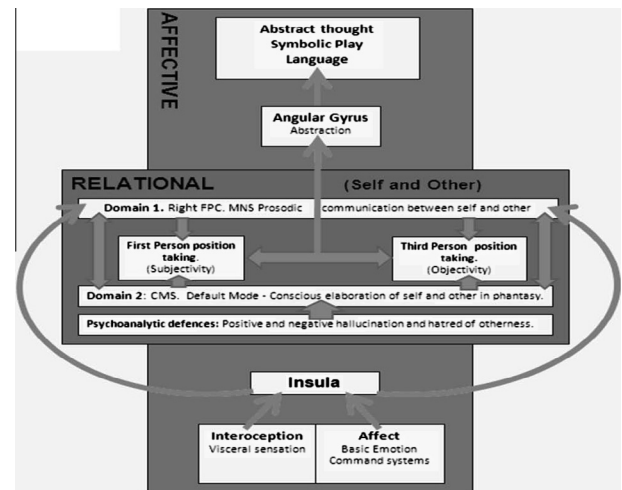 AFFECTIVE
Abstract thought
Symbolic Play
Language
Angular Gyrus
Abstraction
RELATIONAL (Self and Other)
Domain 1. Right FPC. MNS Prosodic communication between self and other
First Person position
taking.
(Subjectivity)
Third Person position
taking.
(Objectivity)
Domain 2: CMS. Default Mode - Conscious elaboration of self and other in phantasy.
Psychoanalytic defences: Positive and negative hallucination and hatred of otherness.
Insula
Interoception
Visceral sensation
Affect
Basic Emotion
Command systems